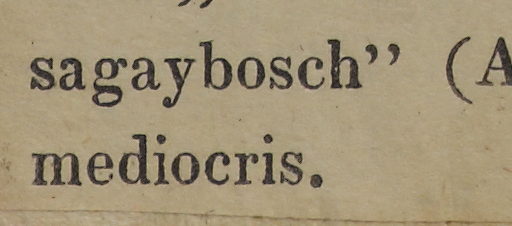 sagaybosch” (A
mediocris.